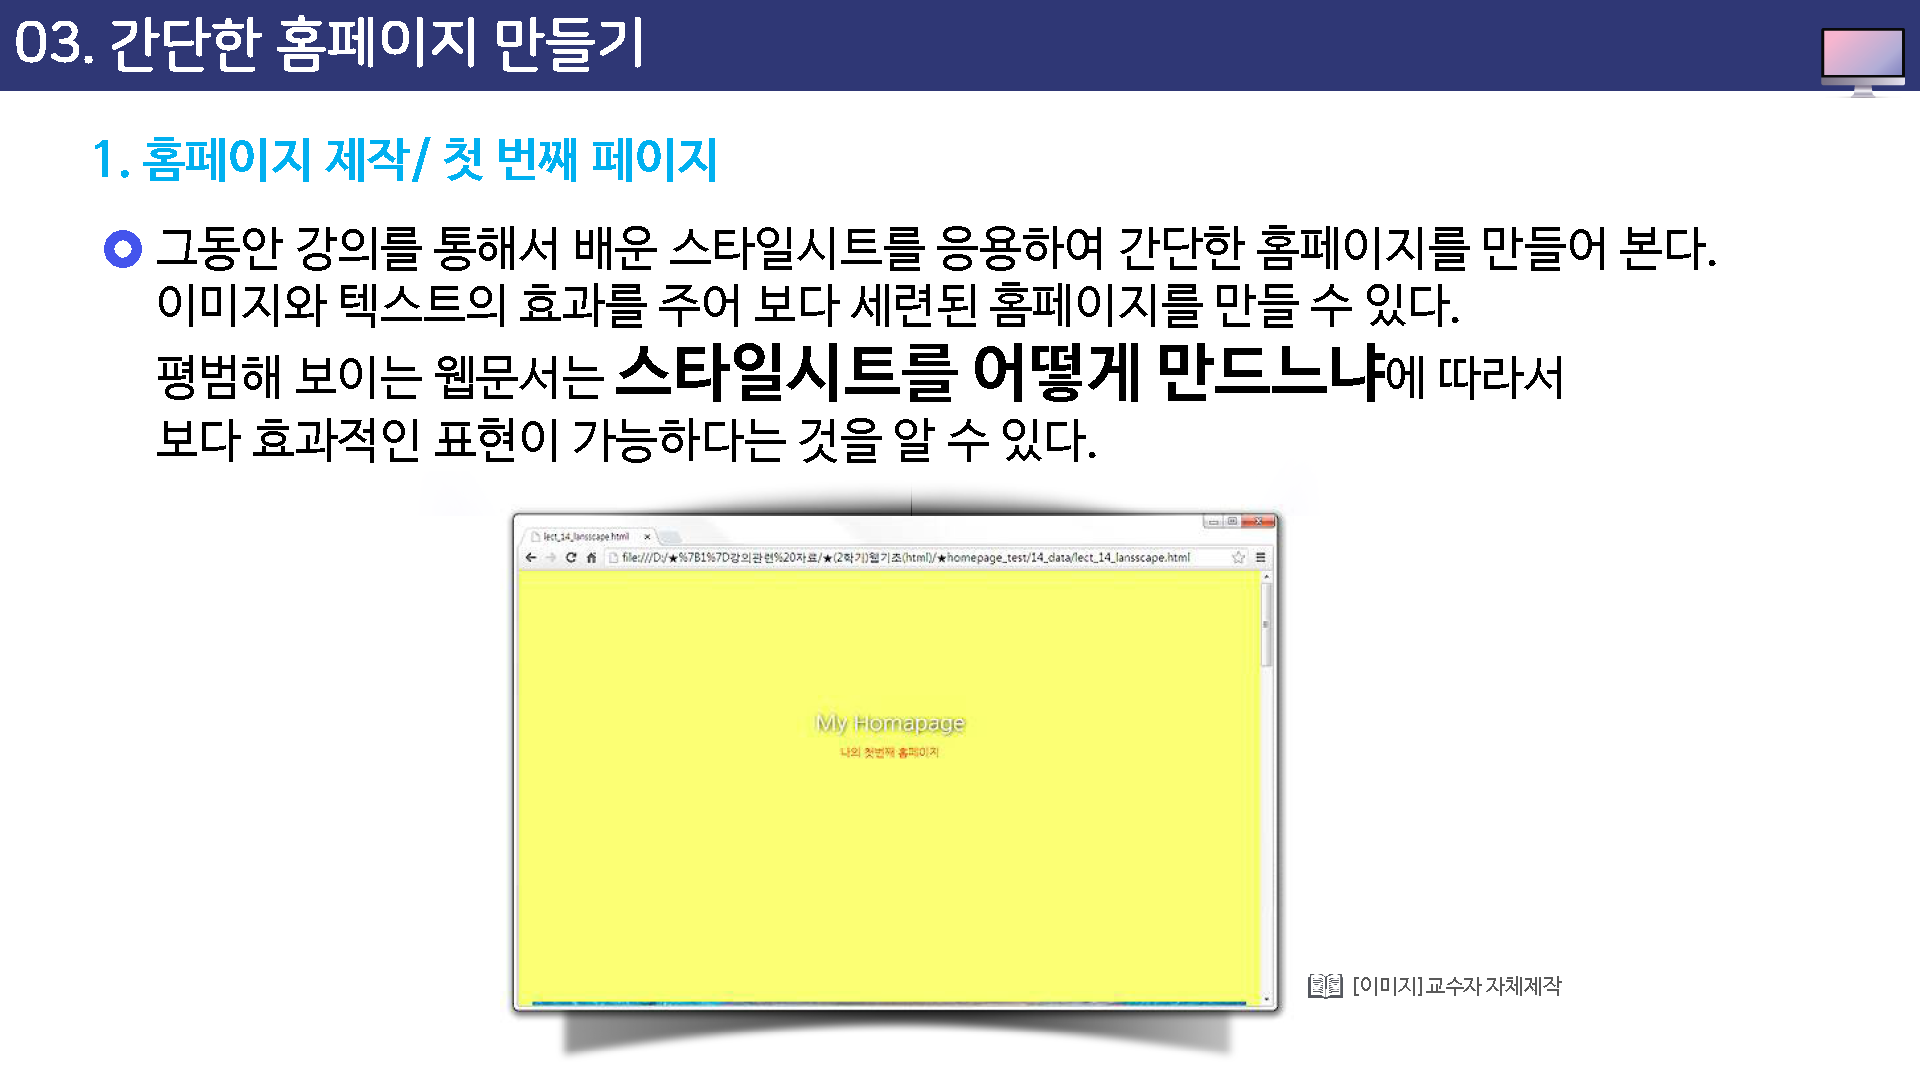 03. 간단한 홈페이지 만들기
1. 홈페이지 제작/ 첫 번째 페이지
그동안 강의를 통해서 배운 스타일시트를 응용하여 간단한 홈페이지를 만들어 본다.
이미지와 텍스트의 효과를 주어 보다 세련된 홈페이지를 만들 수 있다.
평범해 보이는 웹문서는 스타일시트를 어떻게 만드느냐에 따라서
보다 효과적인 표현이 가능하다는 것을 알 수 있다.
lect_14_lansscape.html
file:///D:/★%7B1%7D강의관련%20자료/★(2학기)웹기초(html)/★homepage_test/14_data/lect_14_lansscape.html
My Homapage
나의 첫번째 홈페이지
[이미지]교수자 자체제작